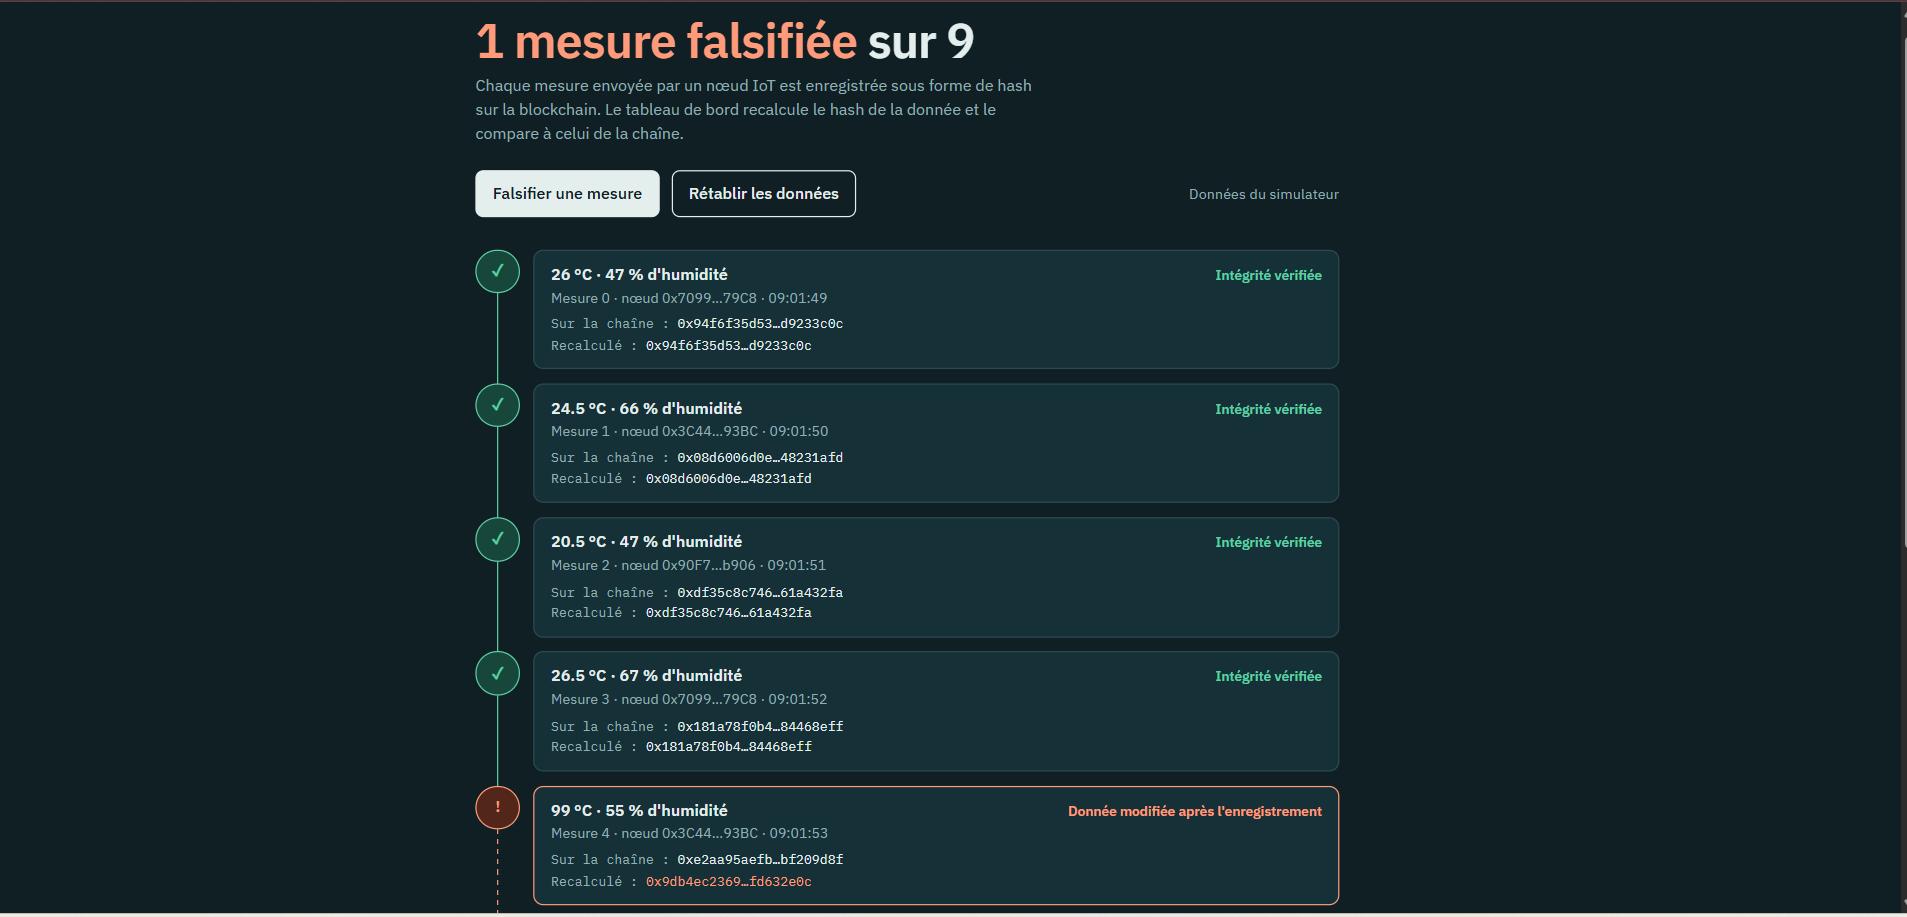 1 mesure falsifiée sur 9
Chaque mesure envoyée par un nœud IoT est enregistrée sous forme de hash
sur la blockchain. Le tableau de bord recalcule le hash de la donnée et le
compare à celui de la chaîne.
Falsifier une mesure
Rétablir les données
Données du simulateur
✓
26 °C · 47 % d'humidité
Intégrité vérifiée
Mesure 0 · nœud 0x7099…79C8 · 09:01:49
Sur la chaîne : 0x94f6f35d53…d9233c0c
Recalculé : 0x94f6f35d53…d9233c0c
✓
24.5 °C · 66 % d'humidité
Intégrité vérifiée
Mesure 1 · nœud 0x3C44…93BC · 09:01:50
Sur la chaîne : 0x08d6006d0e…48231afd
Recalculé : 0x08d6006d0e…48231afd
✓
20.5 °C · 47 % d'humidité
Intégrité vérifiée
Mesure 2 · nœud 0x90F7…b906 · 09:01:51
Sur la chaîne : 0xdf35c8c746…61a432fa
Recalculé : 0xdf35c8c746…61a432fa
✓
26.5 °C · 67 % d'humidité
Intégrité vérifiée
Mesure 3 · nœud 0x7099…79C8 · 09:01:52
Sur la chaîne : 0x181a78f0b4…84468eff
Recalculé : 0x181a78f0b4…84468eff
!
99 °C · 55 % d'humidité
Donnée modifiée après l'enregistrement
Mesure 4 · nœud 0x3C44…93BC · 09:01:53
Sur la chaîne : 0xe2aa95aefb…bf209d8f
Recalculé : 0x9db4ec2369…fd632e0c